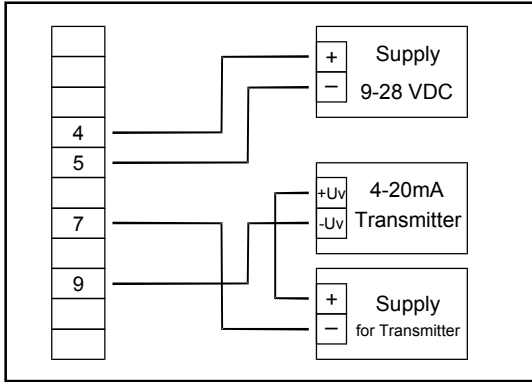 4
5
7
9
+
−
Supply
9-28 VDC
+Uv
-Uv
4-20mA
Transmitter
+
−
Supply
for Transmitter